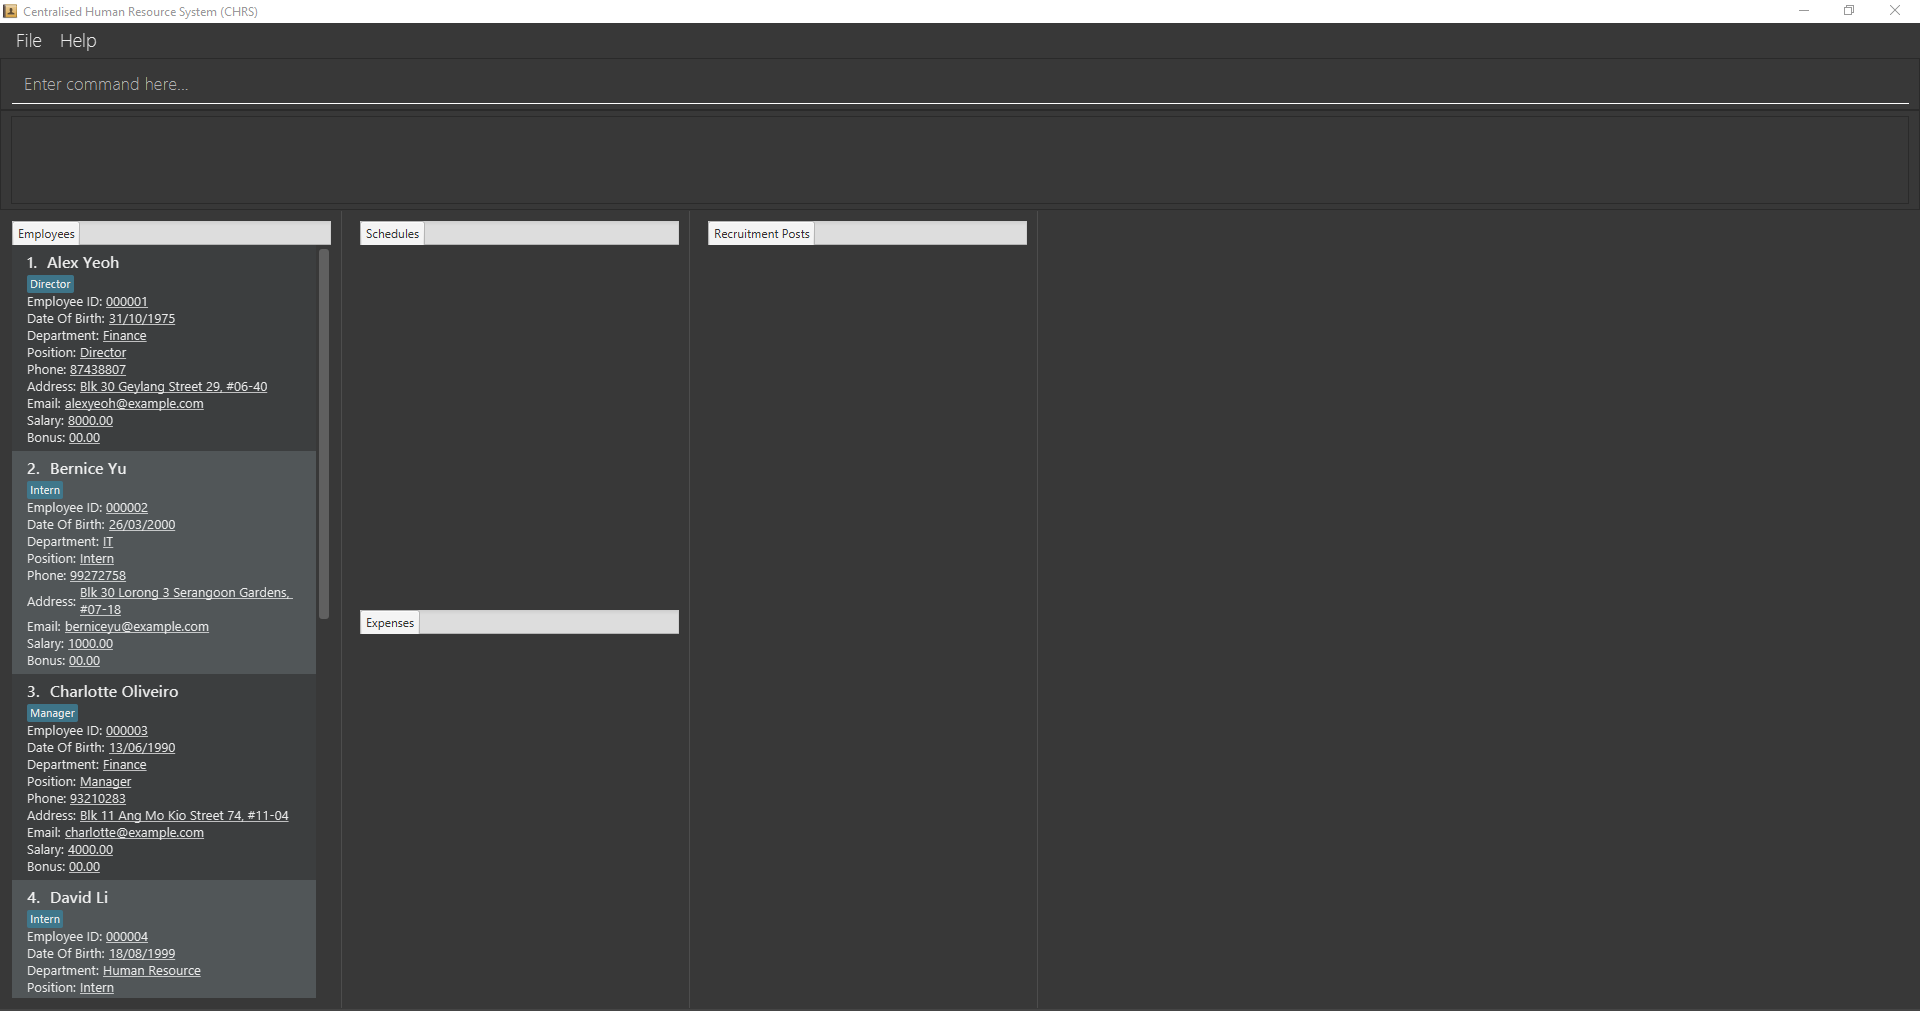 Centralised Human Resource System (CHRS)
File Help
Enter command here...
Employees
1. Alex Yeoh
Director
Employee ID: 000001
Date Of Birth: 31/10/1975
Department: Finance
Position: Director
Phone: 87438807
Address: Blk 30 Geylang Street 29, #06-40
Email: alexyeoh@example.com
Salary: 8000.00
Bonus: 00.00
2. Bernice Yu
Intern
Employee ID: 000002
Date Of Birth: 26/03/2000
Department: IT
Position: Intern
Phone: 99272758
Address: Blk 30 Lorong 3 Serangoon Gardens,
#07-18
Email: berniceyu@example.com
Salary: 1000.00
Bonus: 00.00
3. Charlotte Oliveiro
Manager
Employee ID: 000003
Date Of Birth: 13/06/1990
Department: Finance
Position: Manager
Phone: 93210283
Address: Blk 11 Ang Mo Kio Street 74, #11-04
Email: charlotte@example.com
Salary: 4000.00
Bonus: 00.00
4. David Li
Intern
Employee ID: 000004
Date Of Birth: 18/08/1999
Department: Human Resource
Position: Intern
Schedules
Expenses
Recruitment Posts